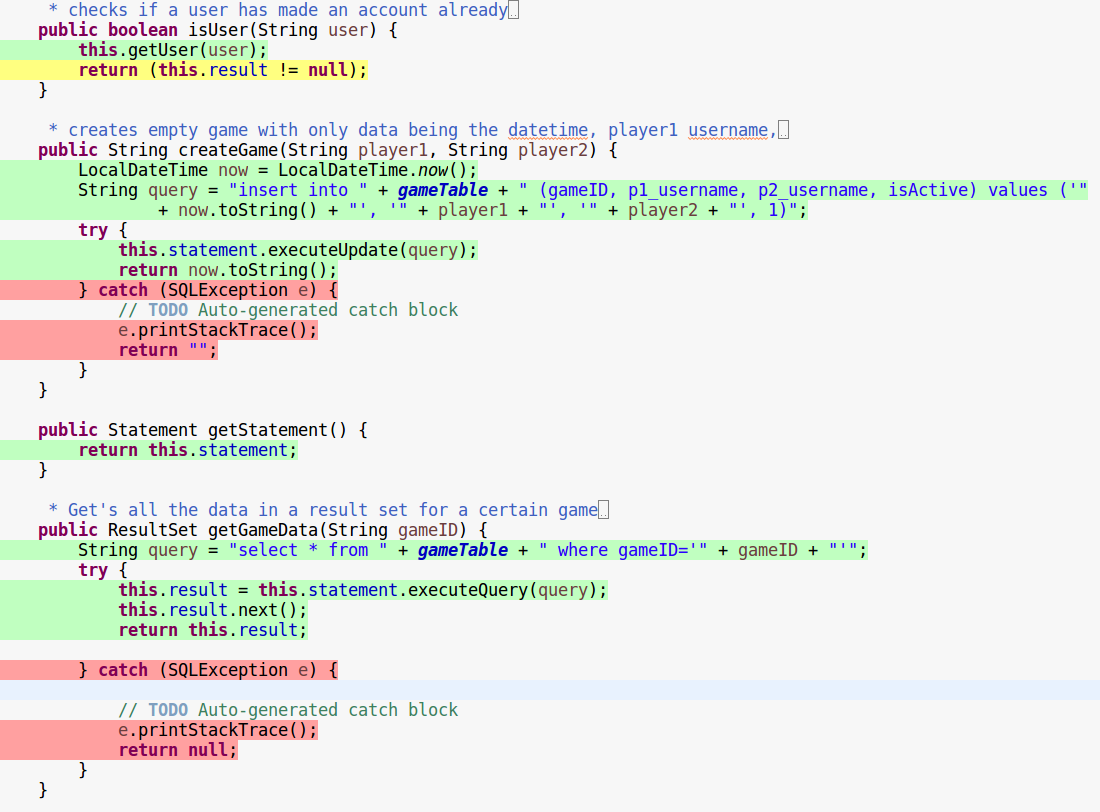 * checks if a user has made an account already..
public boolean isUser(String user) {
this.getUser(user);
return (this.result != null);
}
* creates empty game with only data being the datetime, player1 username,..
public String createGame(String player1, String player2) {
LocalDateTime now = LocalDateTime.now();
String query = "insert into " + gameTable + " (gameID, p1_username, p2_username, isActive) values ('"
+ now.toString() + "', '" + player1 + "', '" + player2 + "', 1)";
try {
this.statement.executeUpdate(query);
return now.toString();
} catch (SQLException e) {
// TODO Auto-generated catch block
e.printStackTrace();
return "";
}
}
public Statement getStatement() {
return this.statement;
}
* Get's all the data in a result set for a certain game..
public ResultSet getGameData(String gameID) {
String query = "select * from " + gameTable + " where gameID='" + gameID + "'";
try {
this.result = this.statement.executeQuery(query);
this.result.next();
return this.result;
} catch (SQLException e) {
// TODO Auto-generated catch block
e.printStackTrace();
return null;
}
}